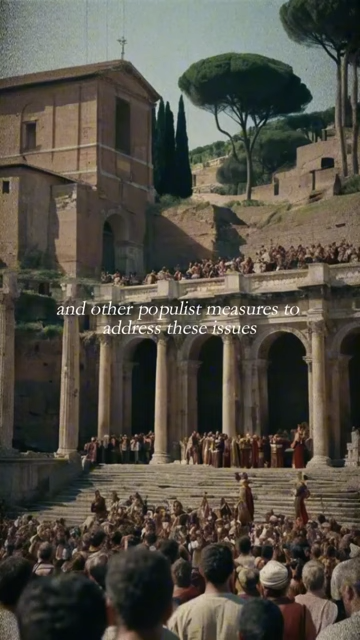 and other populist measures to
address these issues